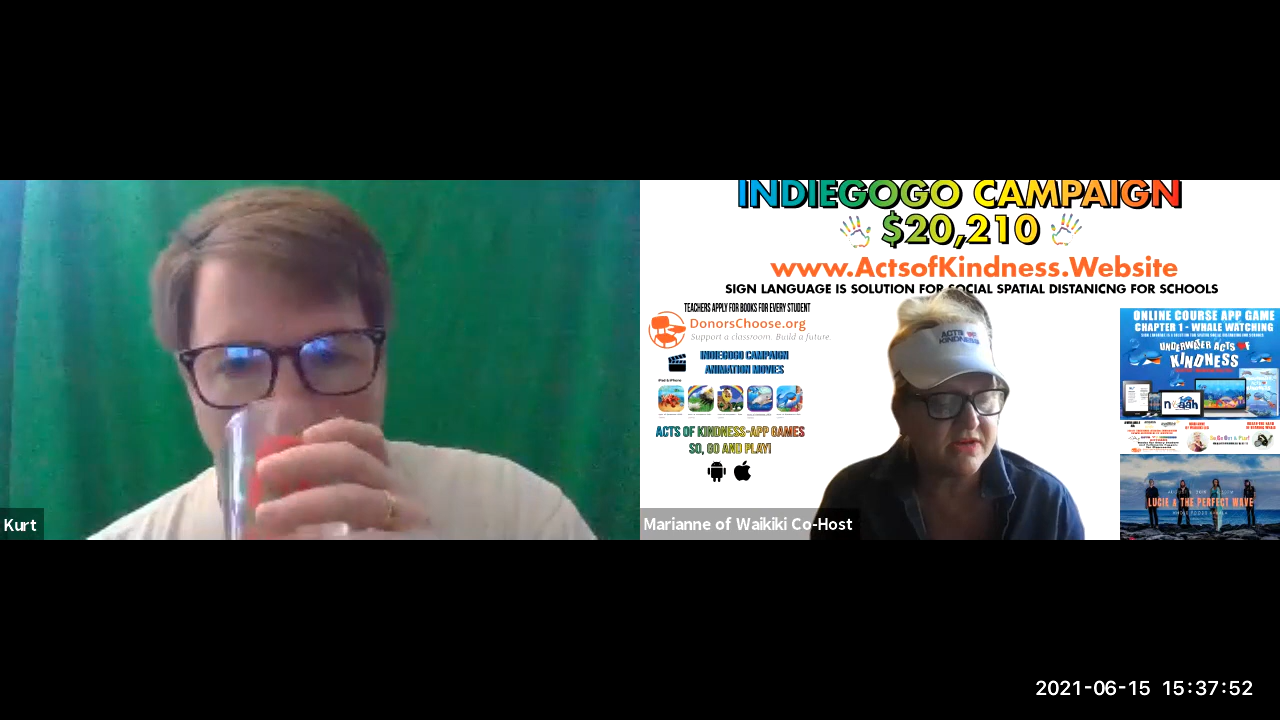 INDIEGOGO CAMPAIGN
$20,210
www.ActsofKindness.Website
SIGN LANGUAGE IS SOLUTION FOR SOCIAL SPATIAL DISTANICNG FOR SCHOOLS
TEACHERS APPLY FOR BOOKS FOR EVERY STUDENT
DonorsChoose.org
Support a classroom. Build a future.
INDIEGOGO CAMPAIGN
ANIMATION MOVIES
iPad & iPhone
ACTS OF KINDNESS-APP GAMES
SO, GO AND PLAY!
ACTS
KINDNESS
ONLINE COURSE APP GAME
CHAPTER 1 - WHALE WATCHING
UNDERWATER ACTS OF
KINDNESS
LUCIE & THE PERFECT WAVE
Kurt
Marianne of Waikiki Co-Host
2021-06-15 15:37:52